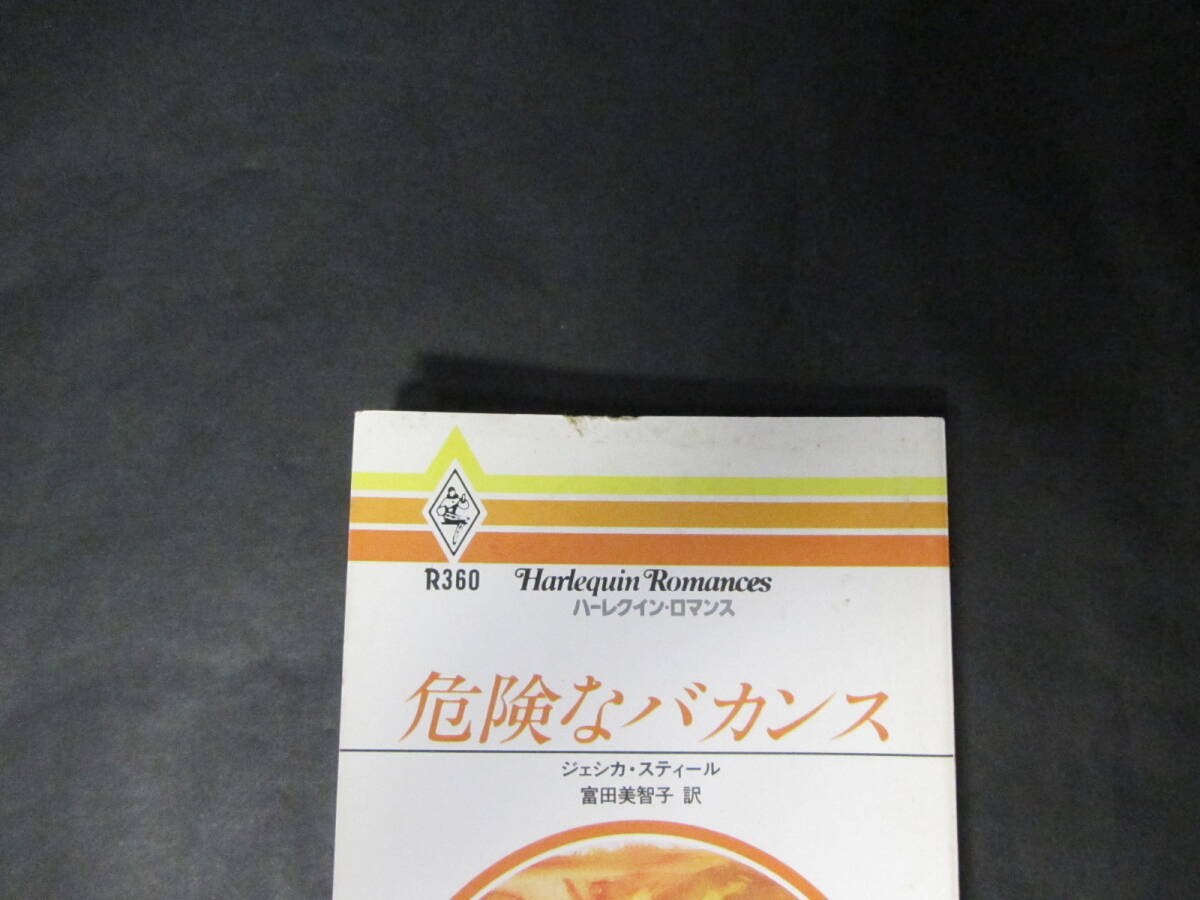 R360 Harlequin Romances
ハーレクイン・ロマンス
危険なバカンス
ジェシカ・スティール
富田美智子 訳